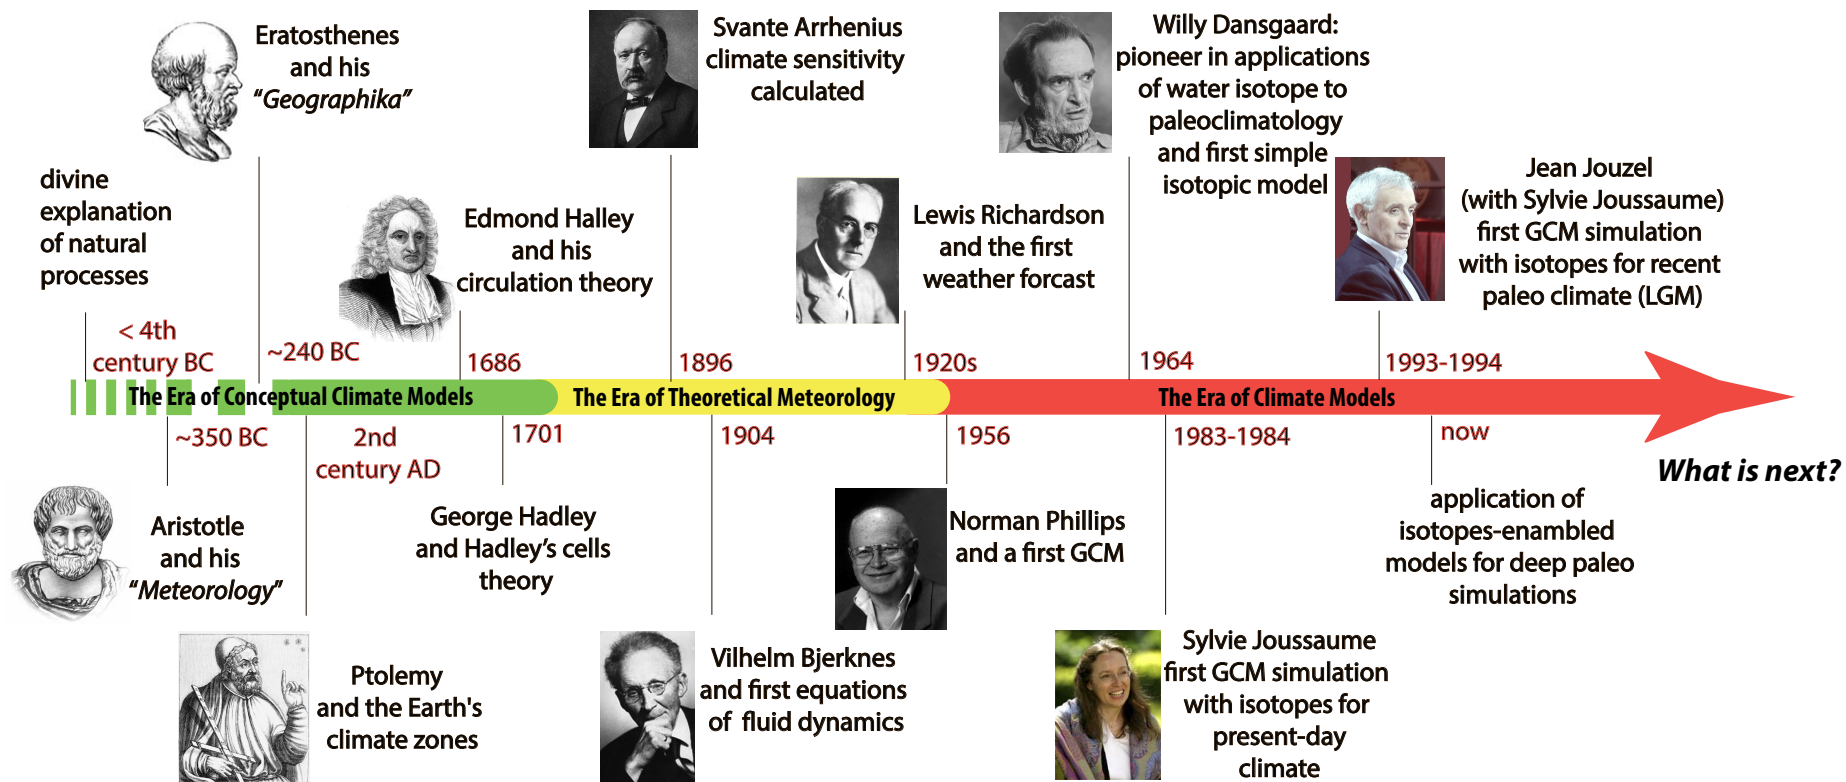 Eratosthenes
and his
“Geographika”
Svante Arrhenius
climate sensitivity
calculated
Willy Dansgaard:
pioneer in applications
of water isotope to
paleoclimatology
and first simple
isotopic model
divine
explanation
of natural
processes
Edmond Halley
and his
circulation theory
Lewis Richardson
and the first
weather forcast
Jean Jouzel
(with Sylvie Joussaume)
first GCM simulation
with isotopes for recent
paleo climate (LGM)
< 4th
century BC
~240 BC
1686
1896
1920s
1964
1993-1994
The Era of Conceptual Climate Models
The Era of Theoretical Meteorology
The Era of Climate Models
~350 BC
2nd
century AD
1701
1904
1956
1983-1984
now
What is next?
Aristotle
and his
“Meteorology”
George Hadley
and Hadley’s cells
theory
Norman Phillips
and a first GCM
application of
isotopes-enambled
models for deep paleo
simulations
Ptolemy
and the Earth's
climate zones
Vilhelm Bjerknes
and first equations
of fluid dynamics
Sylvie Joussaume
first GCM simulation
with isotopes for
present-day
climate